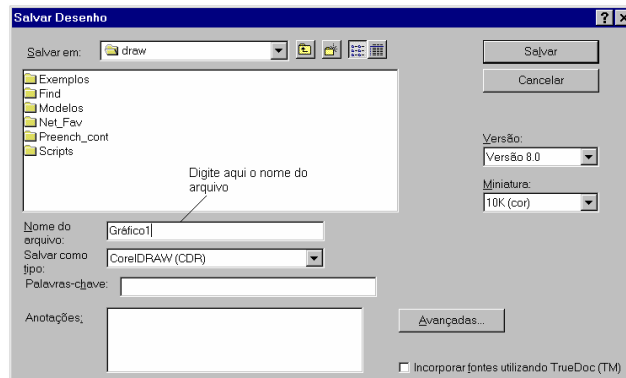 Salvar Desenho
Salvar em: draw
Salvar
Cancelar
Exemplos
Find
Modelos
Net_Fav
Preench_cont
Scripts
Digite aqui o nome do
arquivo
Versão:
Versão 8.0
Miniatura:
10K (cor)
Nome do
arquivo:
Gráfico1
Salvar como
tipo:
CorelDRAW (CDR)
Palavras-chave:
Anotações:
Avançadas...
Incorporar fontes utilizando TrueDoc (TM)